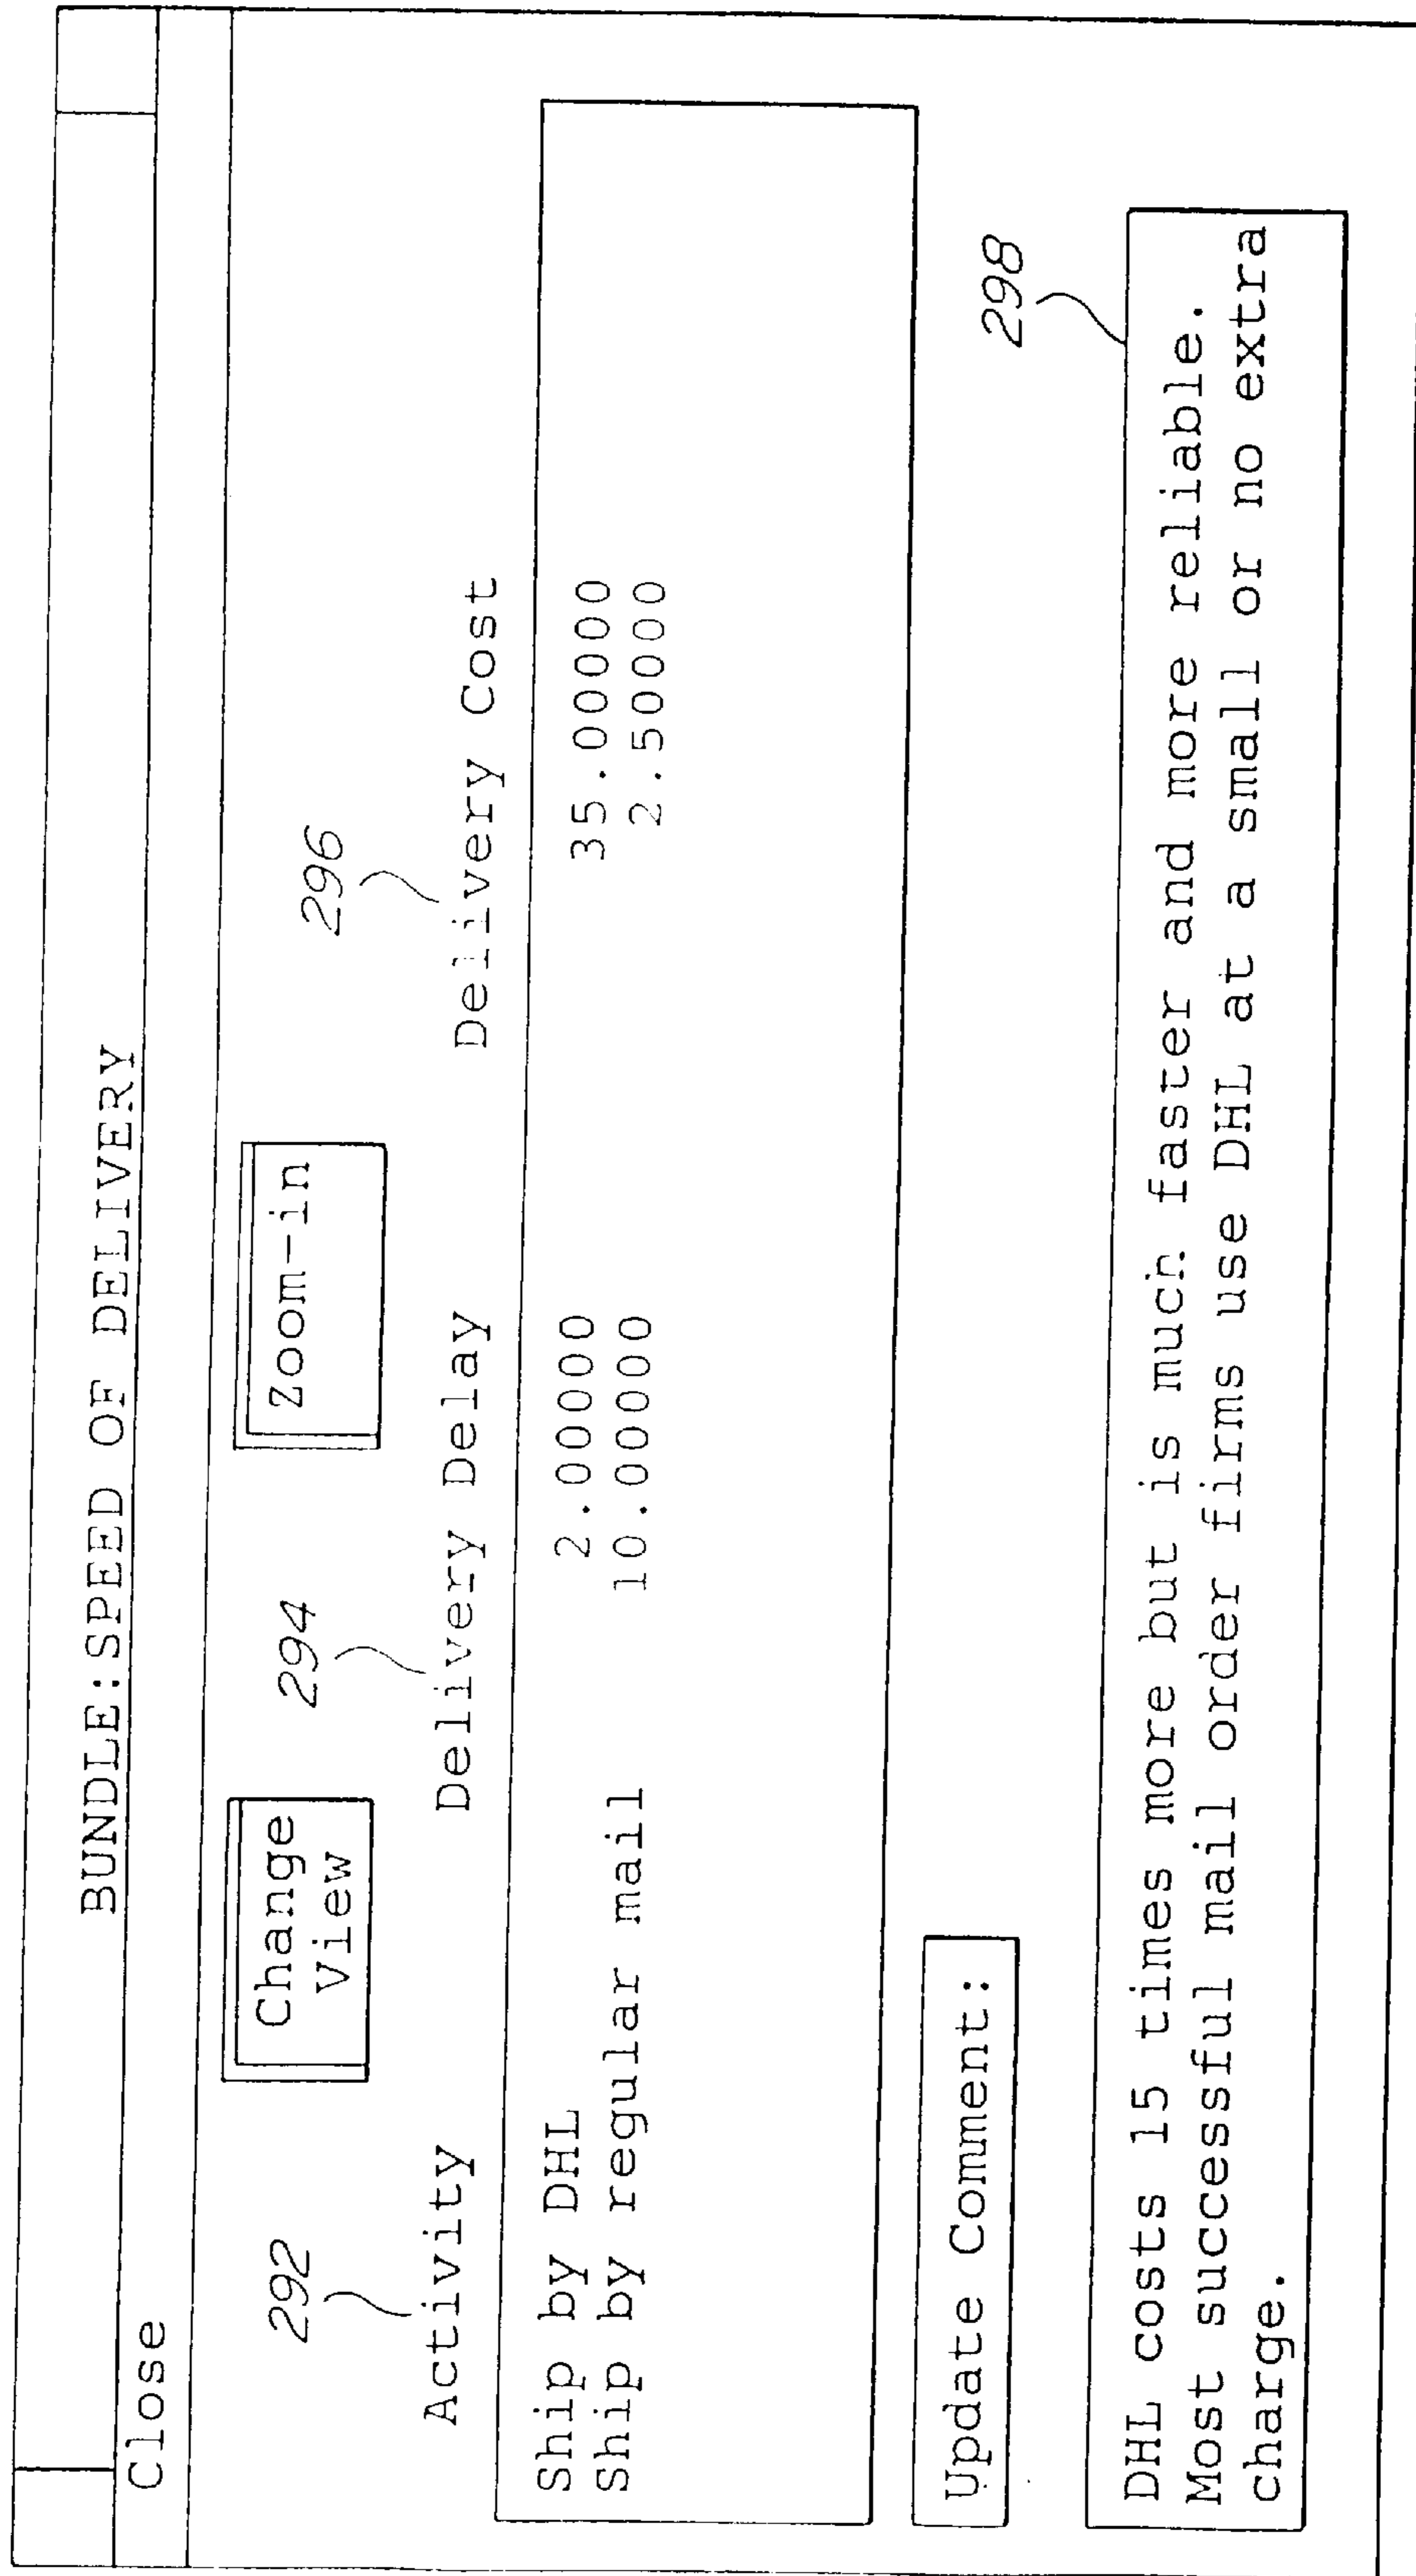 BUNDLE:SPEED OF DELIVERY
Close
Change
View
Zoom-in
292
294
296
Activity
Delivery Delay
Delivery Cost
Ship by DHL 2.00000 35.00000
Ship by regular mail 10.00000 2.50000
Update Comment:
298
DHL costs 15 times more but is much faster and more reliable.
Most successful mail order firms use DHL at a small or no extra
charge.